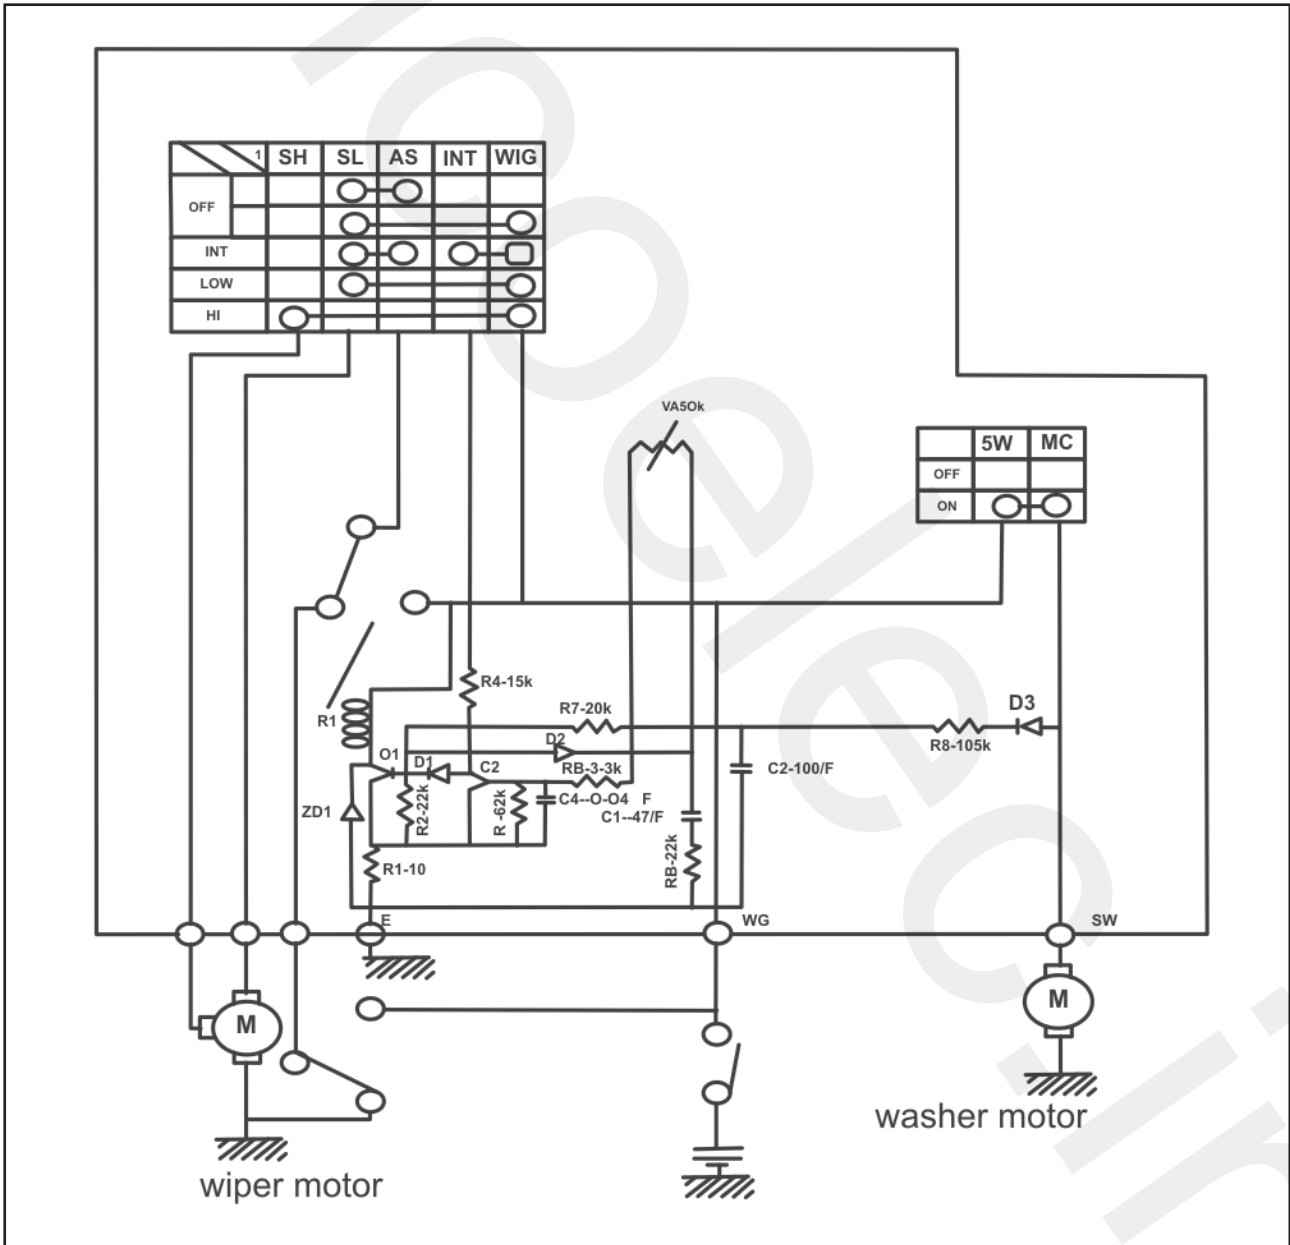 1 SH SL AS INT WIG
OFF
INT
LOW
HI
VA5Ok
5W MC
OFF
ON
R4-15k
R1
R7-20k
D3
D2
R8-105k
O1
D1
C2
RB-3-3k
C2-100/F
ZD1
R2-22k
R -62k
C4--O-O4 F
C1--47/F
RB-22k
R1-10
E
WG
SW
M
M
washer motor
wiper motor
coelec.in